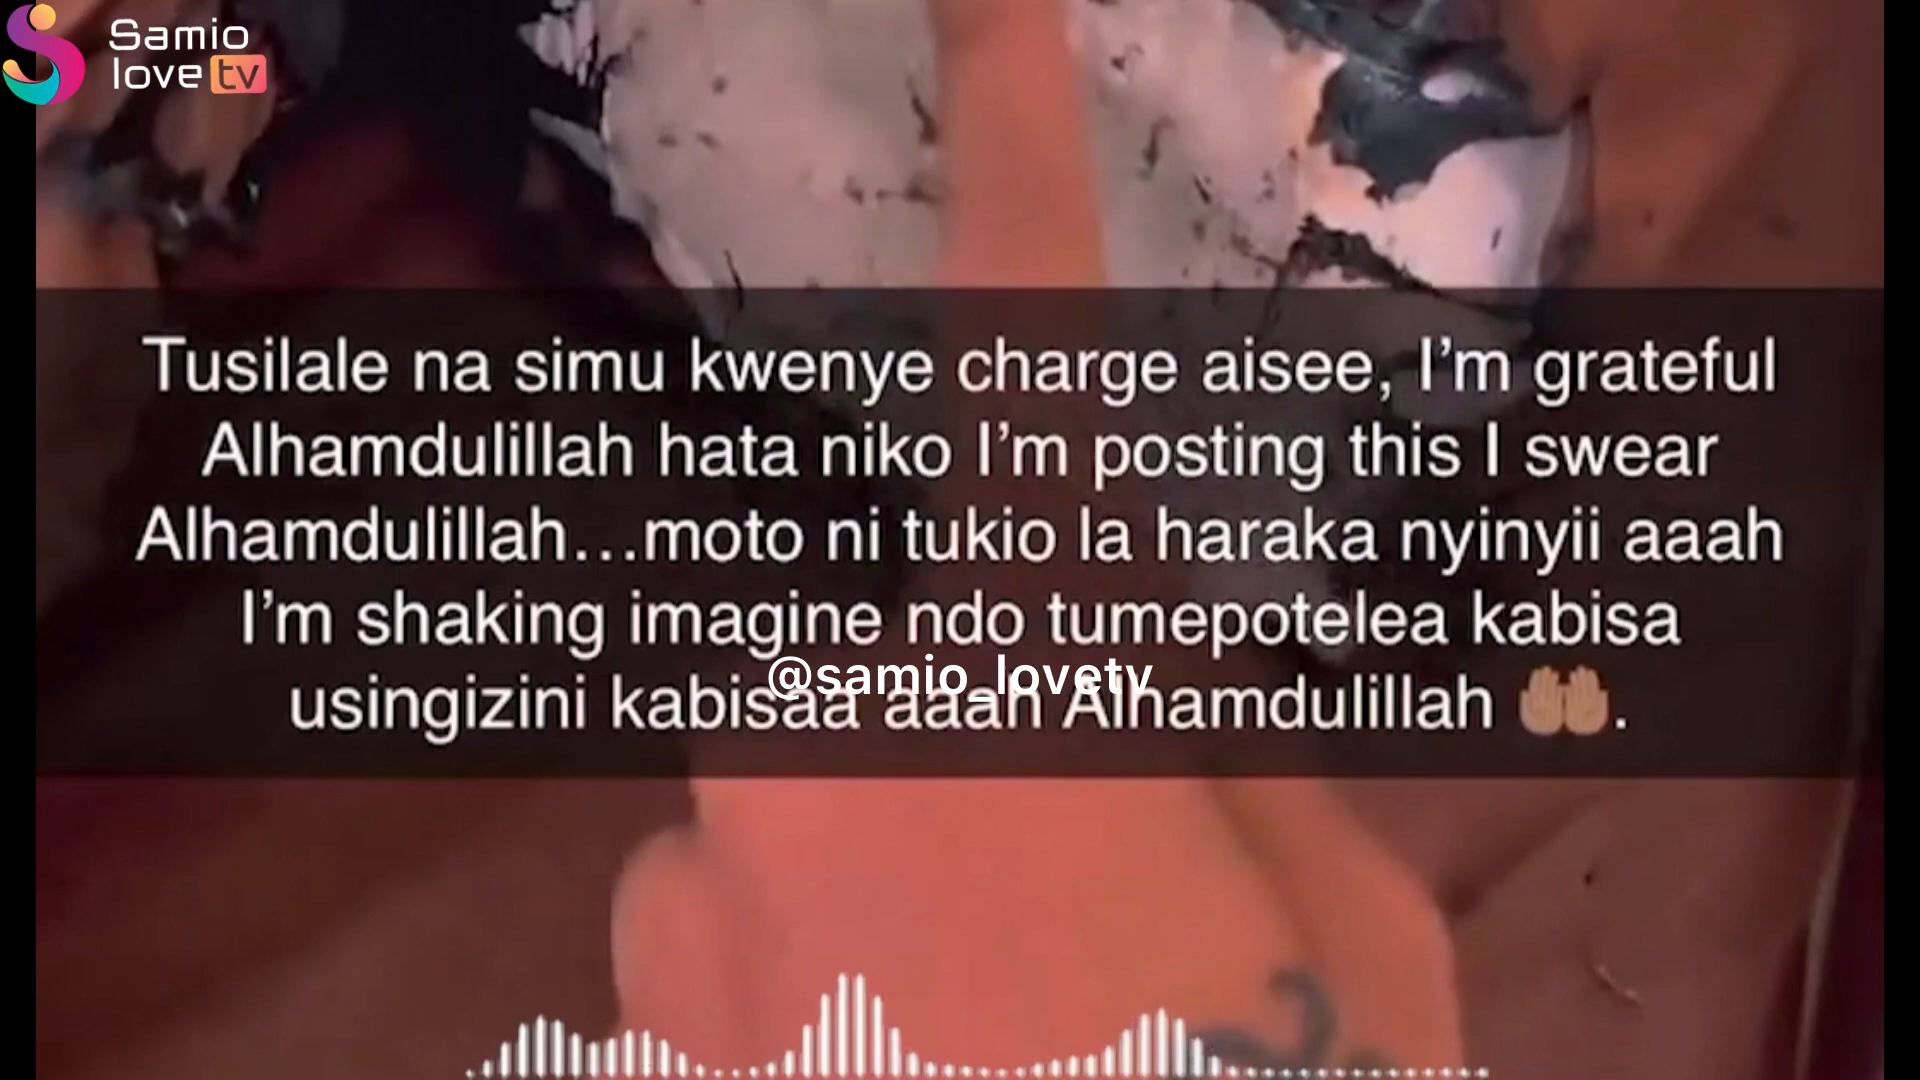 Samio
love tv
Tusilale na simu kwenye charge aisee, I'm grateful
Alhamdulillah hata niko I'm posting this I swear
Alhamdulillah...moto ni tukio la haraka nyinyii aaah
I'm shaking imagine ndo tumepotelea kabisa
@samio_lovetv
usingizini kabisaa aaah Alhamdulillah 🤲🏽.